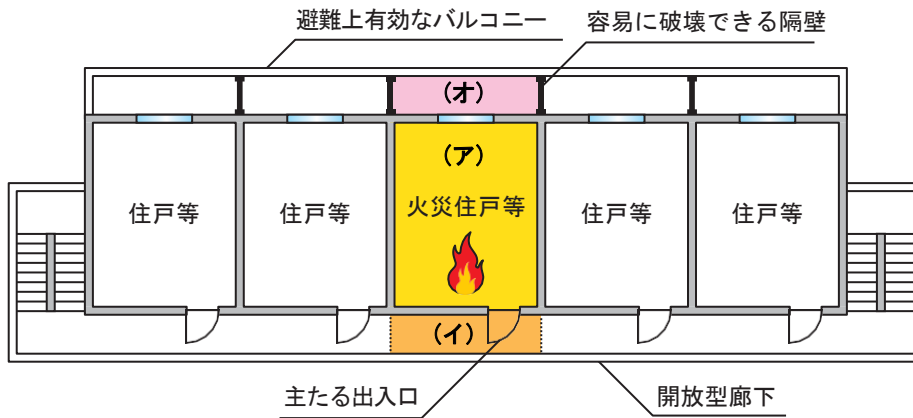 避難上有効なバルコニー
容易に破壊できる隔壁
(オ)
(ア)
住戸等
住戸等
火災住戸等
住戸等
住戸等
(イ)
主たる出入口
開放型廊下